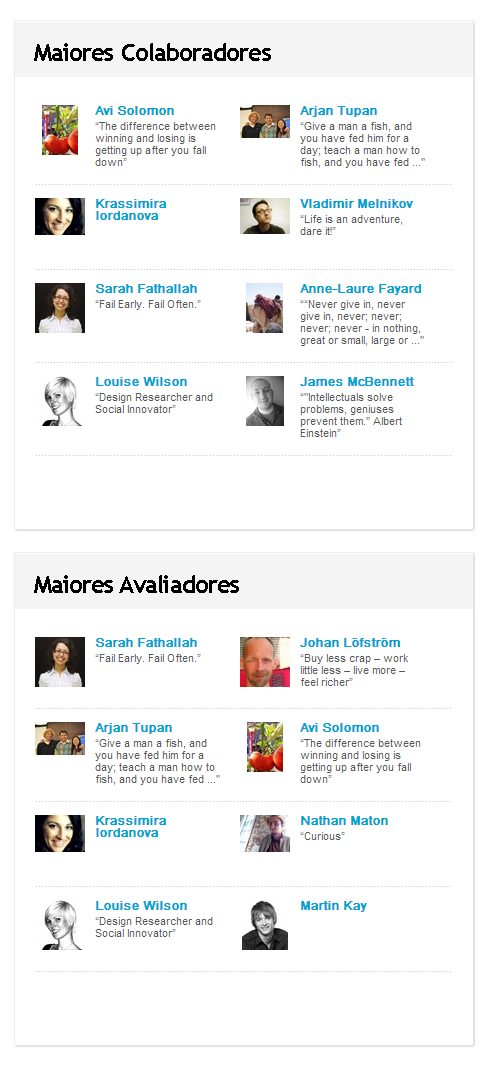 Maiores Colaboradores
Avi Solomon
“The difference between
winning and losing is
getting up after you fall
down”
Arjan Tupan
“Give a man a fish, and
you have fed him for a
day; teach a man how to
fish, and you have fed ...”
Krassimira
Iordanova
Vladimir Melnikov
“Life is an adventure,
dare it!”
Sarah Fathallah
“Fail Early. Fail Often.”
Anne-Laure Fayard
““Never give in, never
give in, never; never;
never; never - in nothing,
great or small, large or ...”
Louise Wilson
“Design Researcher and
Social Innovator”
James McBennett
“"Intellectuals solve
problems, geniuses
prevent them." Albert
Einstein”
Maiores Avaliadores
Sarah Fathallah
“Fail Early. Fail Often.”
Johan Löfström
“Buy less crap – work
little less – live more –
feel richer”
Arjan Tupan
“Give a man a fish, and
you have fed him for a
day; teach a man how to
fish, and you have fed ...”
Avi Solomon
“The difference between
winning and losing is
getting up after you fall
down”
Krassimira
Iordanova
Nathan Maton
“Curious”
Louise Wilson
“Design Researcher and
Social Innovator”
Martin Kay